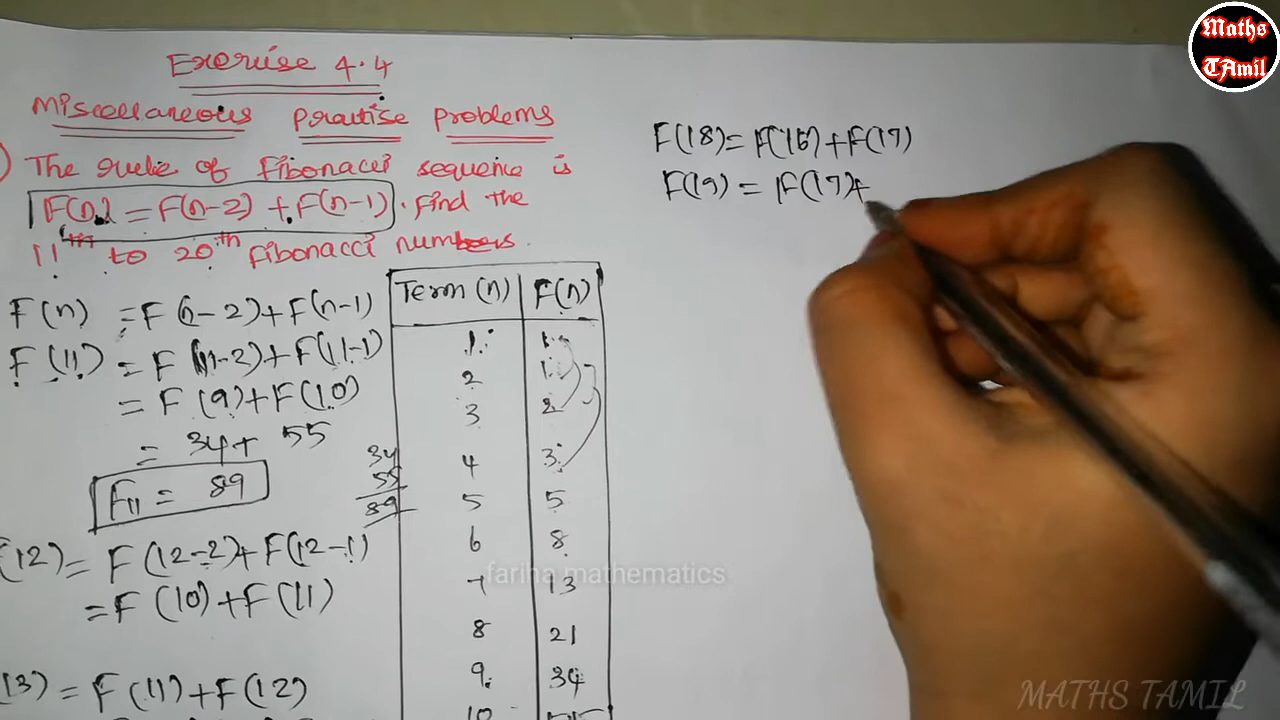 Maths
TAmil
Exercise 4.4
Miscellaneous Practise Problems
) The rule of Fibonacci sequence is
F(n) = F(n-2) + F(n-1). Find the
11th to 20th Fibonacci numbers.
F(n) = F(n-2)+F(n-1)
F(11) = F(11-2)+F(11-1)
= F(9)+F(10)
= 34+ 55
34
55
89
F11 = 89
(12) = F(12-2)+F(12-1)
=F(10)+F(11)
13) = F(11)+F(12)
Term (n) F(n)
1. 1.
2 1.
3 2
4 3.
5 5
6 8
7 13
8 21
9. 34
10
F(18)= F(16)+F(17)
F(19) = F(17)+
fariha mathematics
MATHS TAMIL